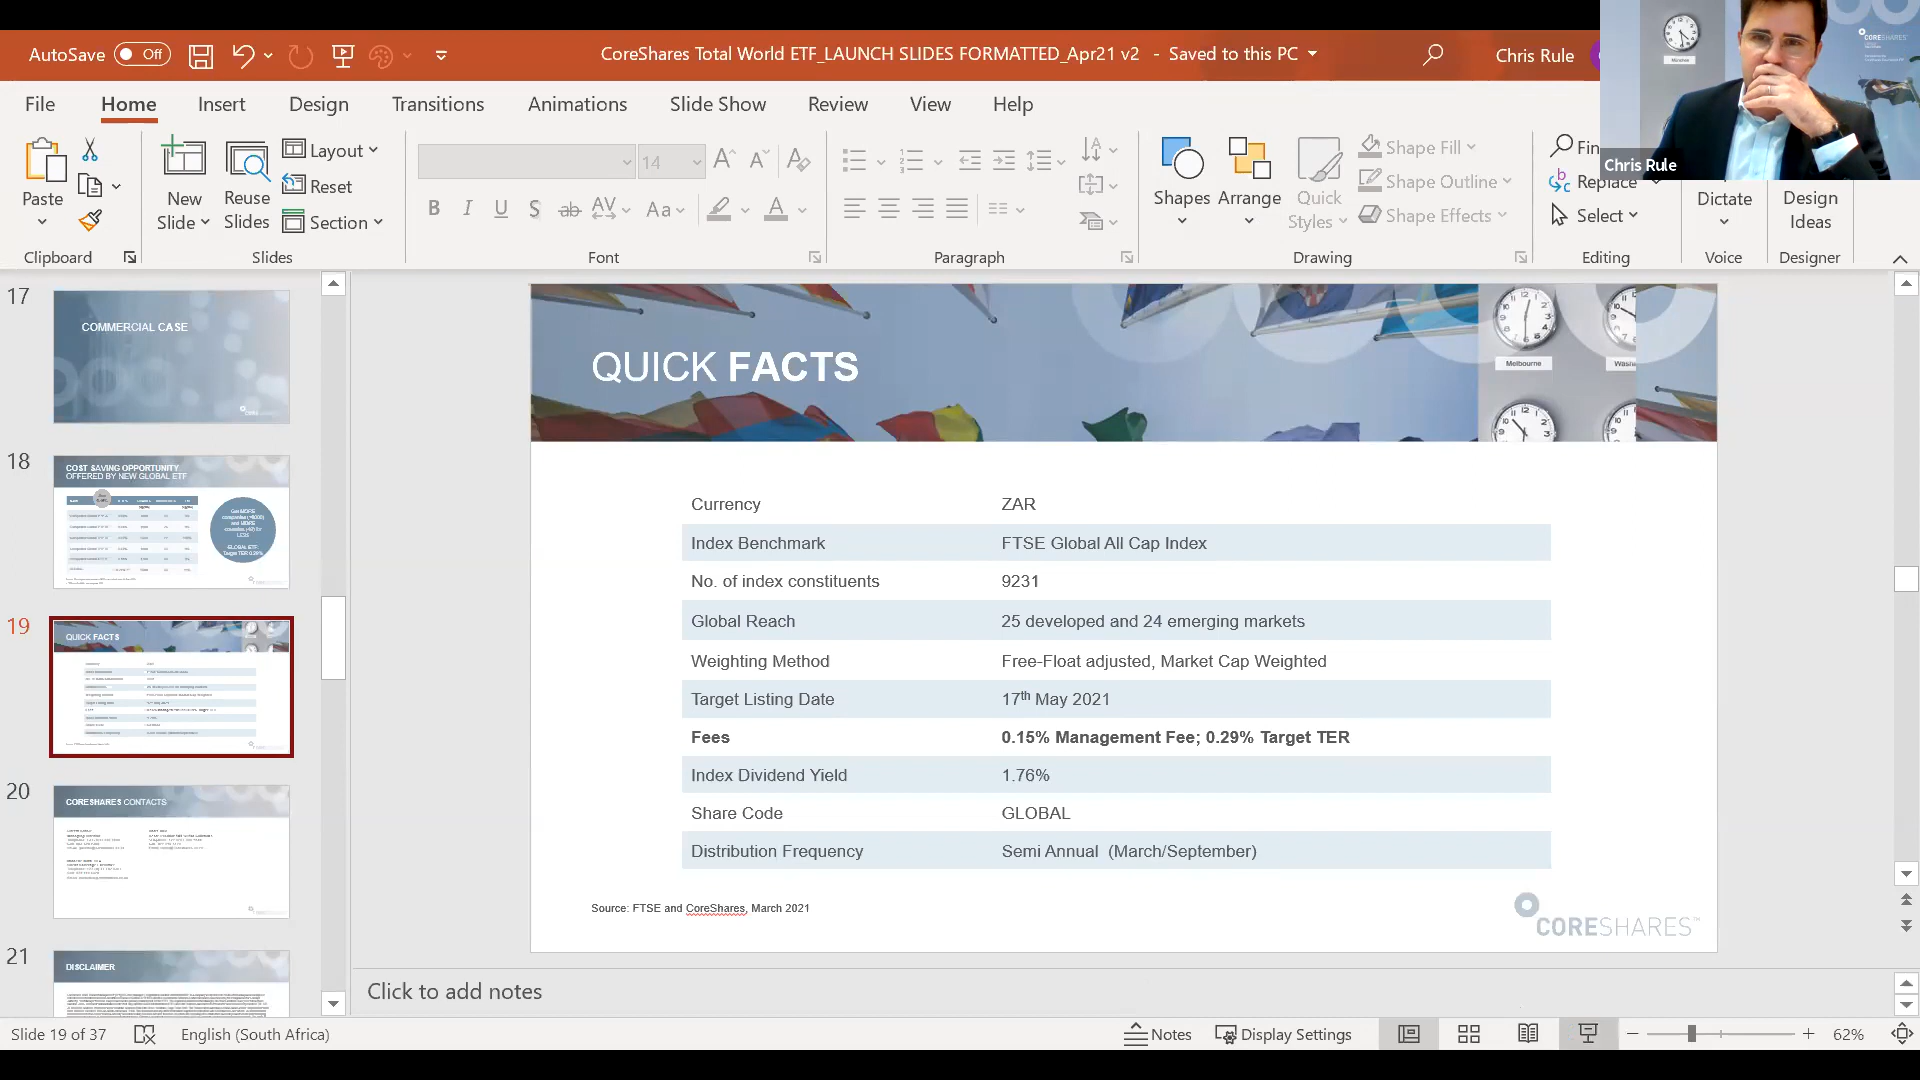 AutoSave Off
CoreShares Total World ETF_LAUNCH SLIDES FORMATTED_Apr21 v2 - Saved to this PC
Chris Rule
File Home Insert Design Transitions Animations Slide Show Review View Help
Paste
Clipboard
New Slide
Reuse Slides
Layout
Reset
Section
Slides
14
B I U S ab AV Aa A
Font
Paragraph
Shapes
Arrange
Quick Styles
Shape Fill
Shape Outline
Shape Effects
Drawing
Replace
Select
Editing
Dictate
Voice
Design Ideas
Designer
Chris Rule
17
COMMERCIAL CASE
18
COST SAVING OPPORTUNITY
OFFERED BY NEW GLOBAL ETF
19
QUICK FACTS
20
CORESHARES CONTACTS
21
DISCLAIMER
QUICK FACTS
Melbourne
Currency ZAR
Index Benchmark FTSE Global All Cap Index
No. of index constituents 9231
Global Reach 25 developed and 24 emerging markets
Weighting Method Free-Float adjusted, Market Cap Weighted
Target Listing Date 17th May 2021
Fees 0.15% Management Fee; 0.29% Target TER
Index Dividend Yield 1.76%
Share Code GLOBAL
Distribution Frequency Semi Annual (March/September)
Source: FTSE and CoreShares, March 2021
CORESHARES™
Click to add notes
Slide 19 of 37 English (South Africa)
Notes Display Settings 62%